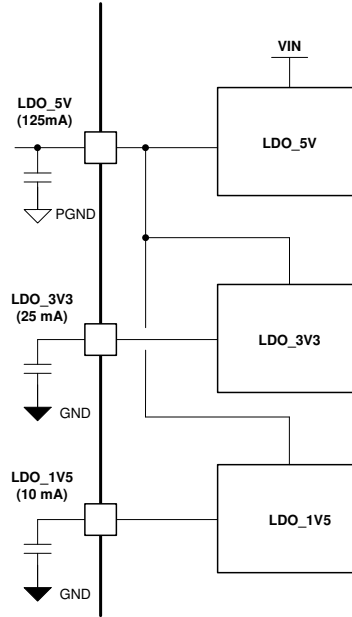 VIN
LDO_5V
(125mA)
LDO_5V
PGND
LDO_3V3
(25 mA)
LDO_3V3
GND
LDO_1V5
(10 mA)
LDO_1V5
GND